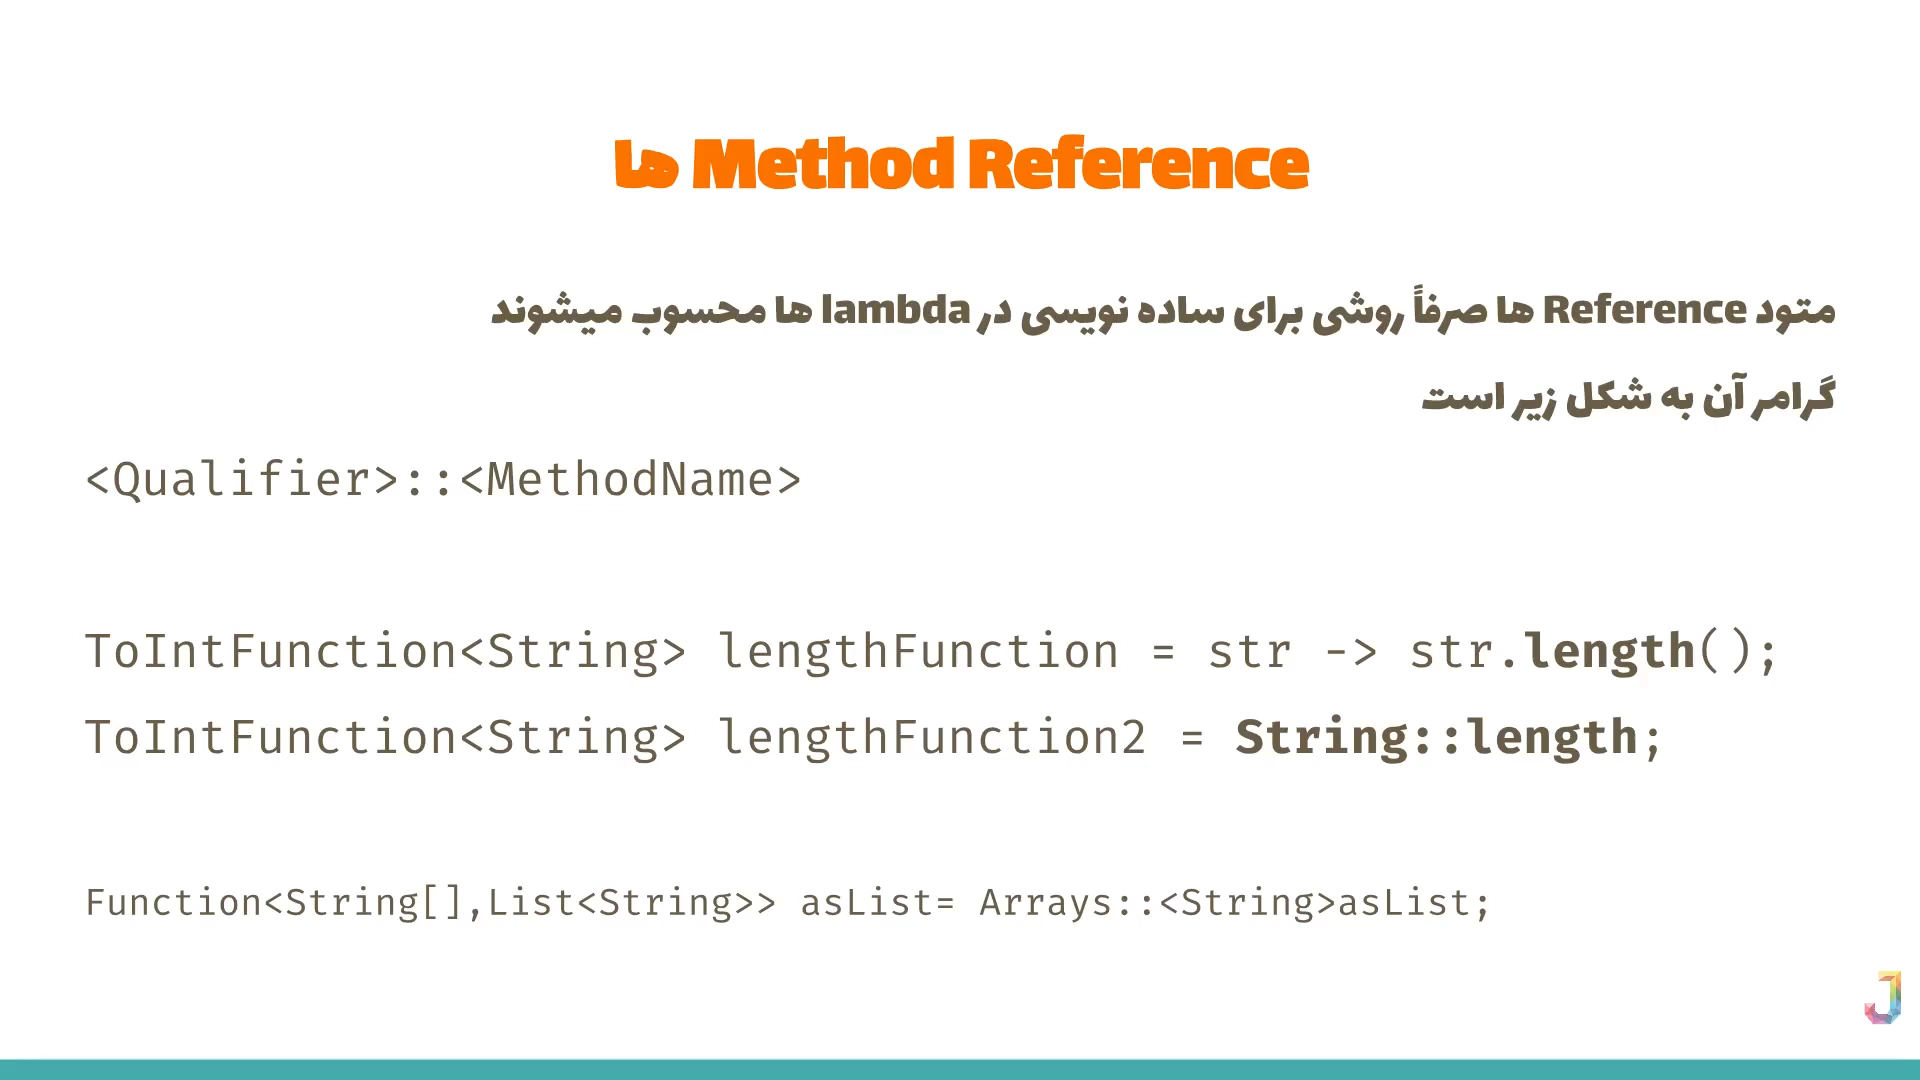 Method Reference ها
متود Reference ها صرفاً روشی برای ساده نویسی در lambda ها محسوب میشوند
گرامر آن به شکل زیر است
<Qualifier>::<MethodName>
ToIntFunction<String> lengthFunction = str -> str.length();
ToIntFunction<String> lengthFunction2 = String::length;
Function<String[],List<String>> asList= Arrays::<String>asList;
J